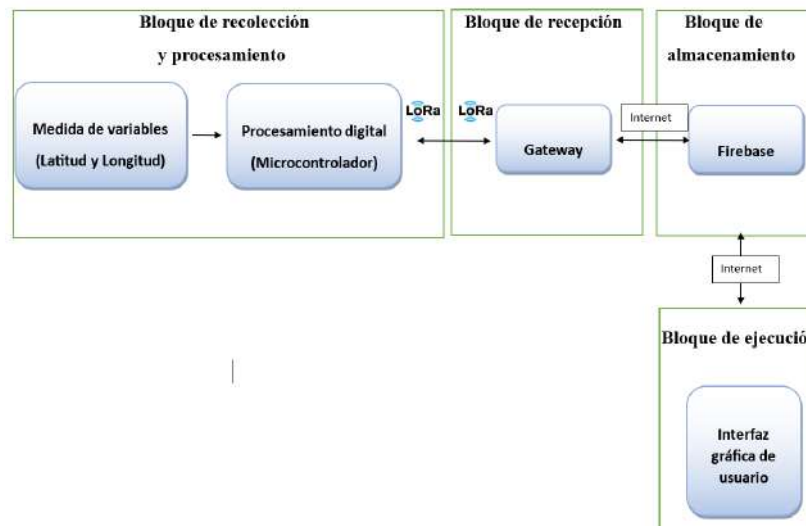 Bloque de recolección
y procesamiento
Medida de variables
(Latitud y Longitud)
Procesamiento digital
(Microcontrolador)
LoRa
Bloque de recepción
LoRa
Gateway
Internet
Bloque de
almacenamiento
Firebase
Internet
Bloque de ejecució
Interfaz
gráfica de
usuario